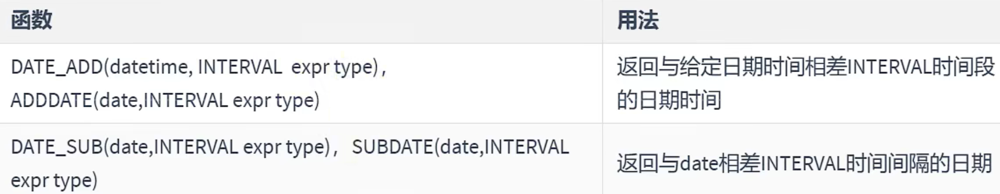 函数
用法
DATE_ADD(datetime, INTERVAL  expr type)，
ADDDATE(date,INTERVAL expr type)
返回与给定日期时间相差INTERVAL时间段
的日期时间
DATE_SUB(date,INTERVAL expr type)，SUBDATE(date,INTERVAL
expr type)
返回与date相差INTERVAL时间间隔的日期